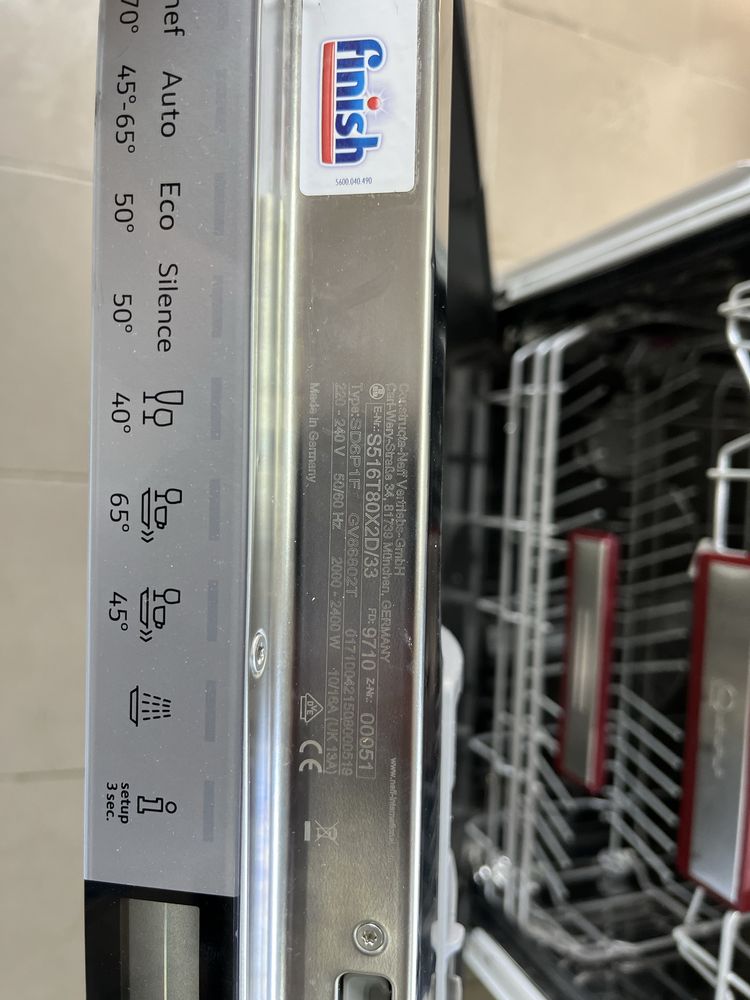 70°
Auto
45°-65°
Eco
50°
Silence
50°
40°
65°
45°
setup
3 sec.
finish
5600.040.490
Constructa-Neff Vertriebs-GmbH
Carl-Wery-Straße 34, 81739 München, GERMANY
E-Nr.: S516T80X2D/33 FD: 9710 Z-Nr.: 00051
Type: SD6P1F GV86802T 017100421508000519
220 - 240 V 50/60 Hz 2000 - 2400 W 10/16A (UK 13A)
Made in Germany
CE